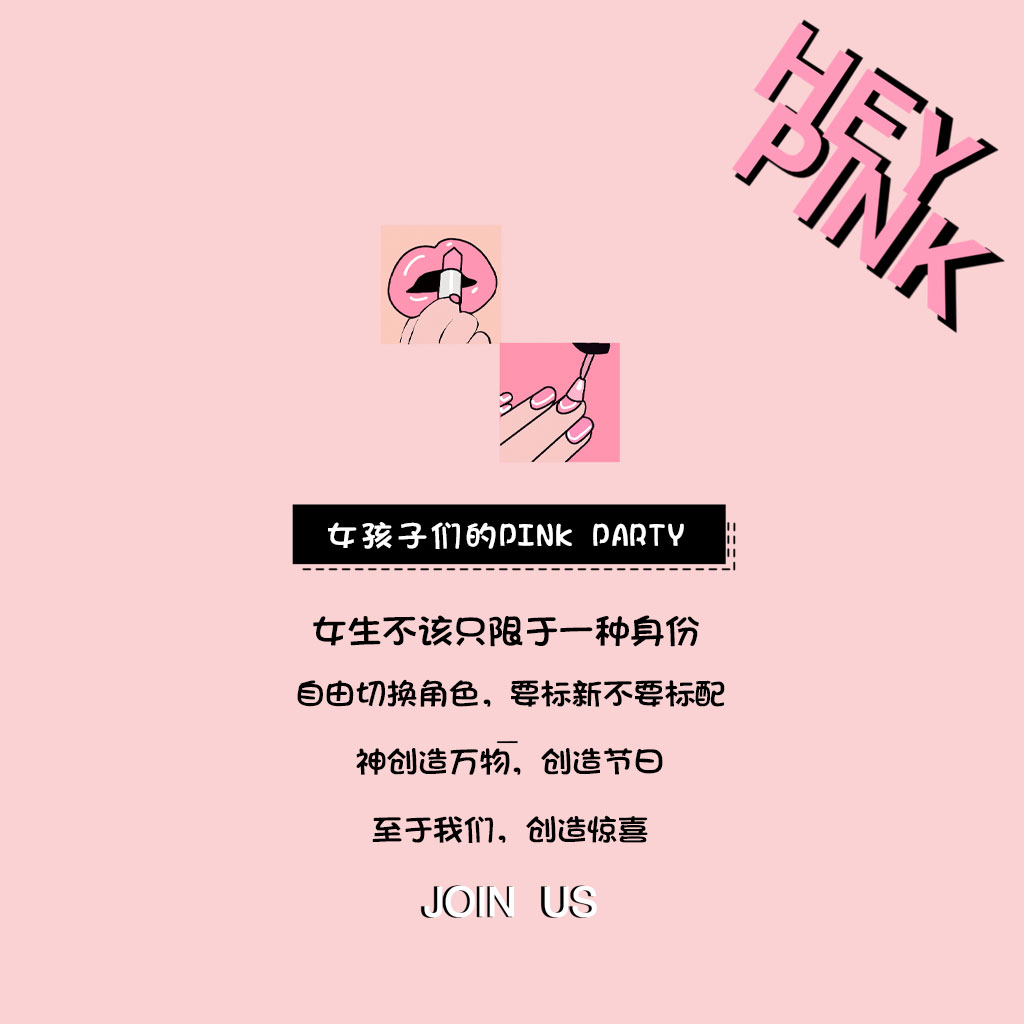 HEY
PINK
女孩子们的PINK PARTY
女生不该只限于一种身份
自由切换角色，要标新不要标配
神创造万物，创造节日
至于我们，创造惊喜
JOIN US